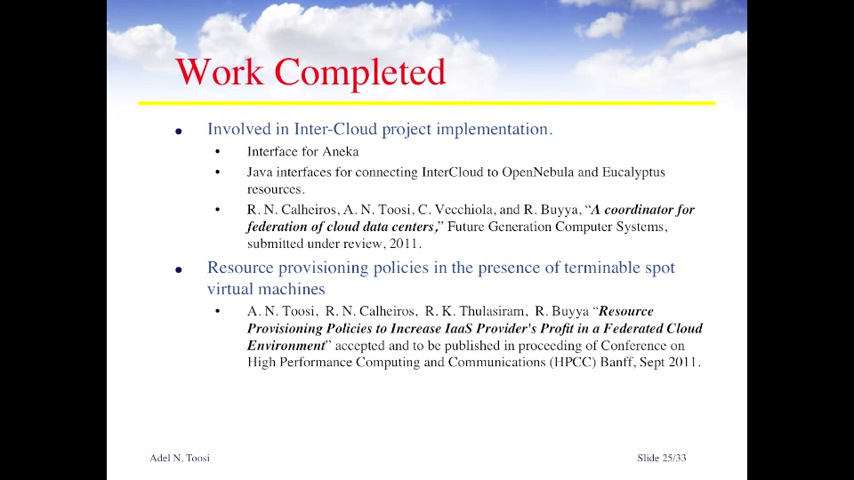 Work Completed
• Involved in Inter-Cloud project implementation.
• Interface for Aneka
• Java interfaces for connecting InterCloud to OpenNebula and Eucalyptus
resources.
• R. N. Calheiros, A. N. Toosi, C. Vecchiola, and R. Buyya, “A coordinator for
federation of cloud data centers,” Future Generation Computer Systems,
submitted under review, 2011.
• Resource provisioning policies in the presence of terminable spot
virtual machines
• A. N. Toosi, R. N. Calheiros, R. K. Thulasiram, R. Buyya “Resource
Provisioning Policies to Increase IaaS Provider's Profit in a Federated Cloud
Environment” accepted and to be published in proceeding of Conference on
High Performance Computing and Communications (HPCC) Banff, Sept 2011.
Adel N. Toosi
Slide 25/33